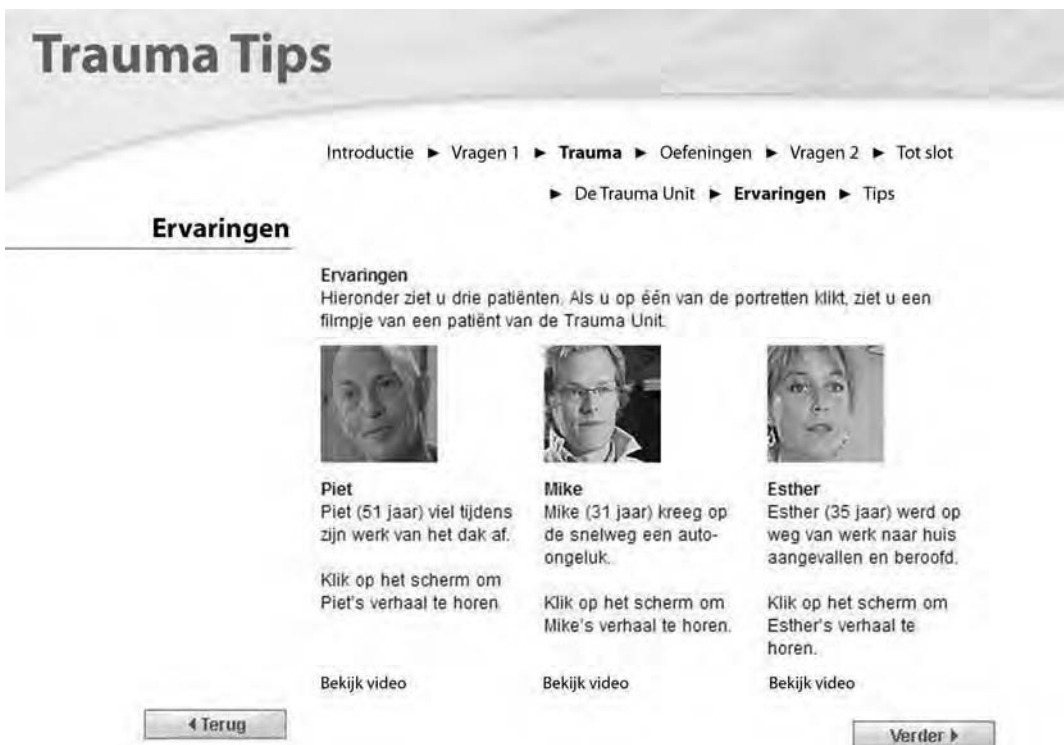 Trauma Tips
Introductie ► Vragen 1 ► Trauma ► Oefeningen ► Vragen 2 ► Tot slot
► De Trauma Unit ► Ervaringen ► Tips
Ervaringen
Ervaringen
Hieronder ziet u drie patiënten. Als u op één van de portretten klikt, ziet u een
filmpje van een patiënt van de Trauma Unit.
Piet
Piet (51 jaar) viel tijdens
zijn werk van het dak af.
Klik op het scherm om
Piet's verhaal te horen
Bekijk video
Mike
Mike (31 jaar) kreeg op
de snelweg een auto-
ongeluk.
Klik op het scherm om
Mike's verhaal te horen.
Bekijk video
Esther
Esther (35 jaar) werd op
weg van werk naar huis
aangevallen en beroofd.
Klik op het scherm om
Esther's verhaal te
horen.
Bekijk video
Terug
Verder